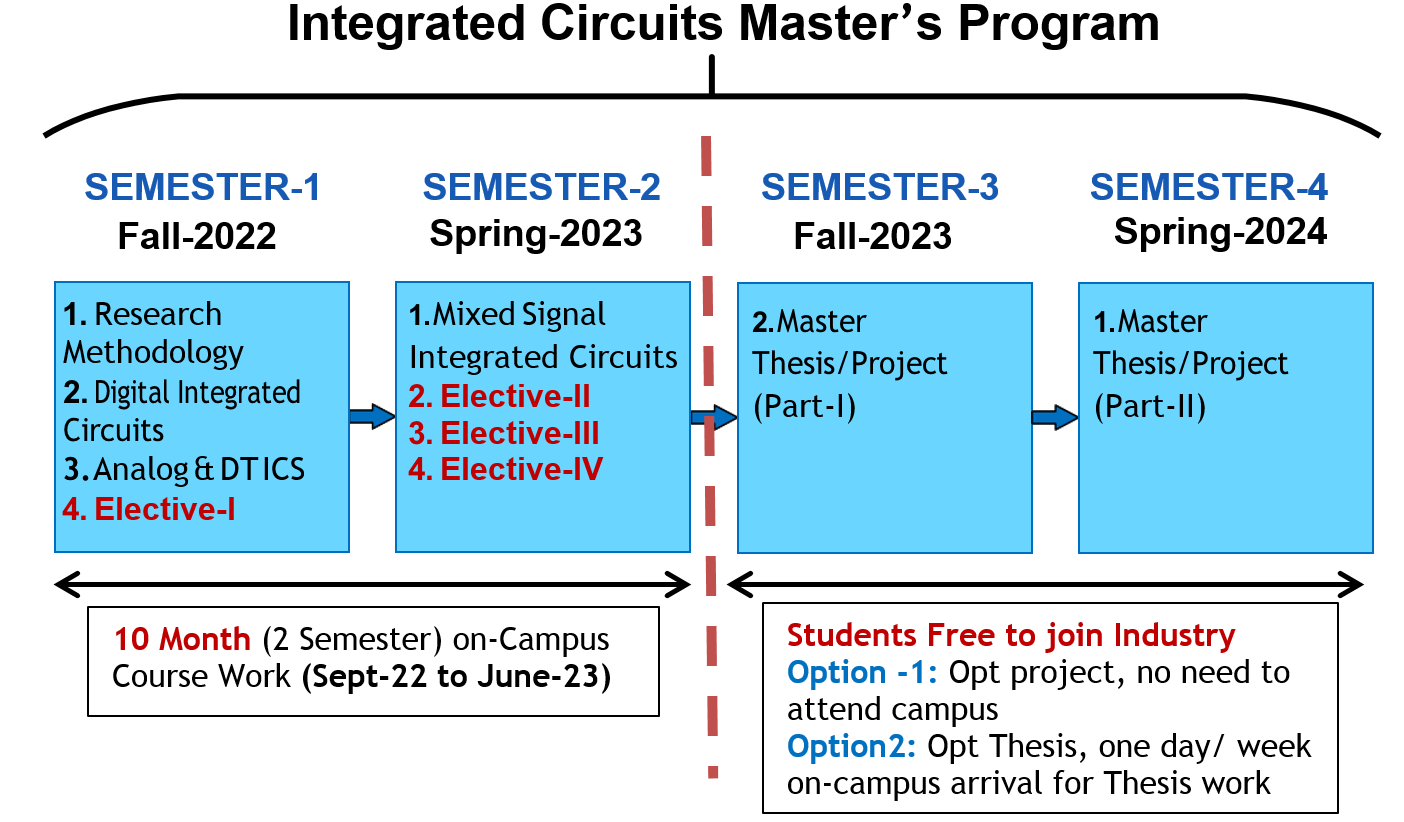 Integrated Circuits Master’s Program
SEMESTER-1
Fall-2022
1. Research
Methodology
2. Digital Integrated
Circuits
3. Analog & DT ICS
4. Elective-I
SEMESTER-2
Spring-2023
1.Mixed Signal
Integrated Circuits
2. Elective-II
3. Elective-III
4. Elective-IV
SEMESTER-3
Fall-2023
2.Master
Thesis/Project
(Part-I)
SEMESTER-4
Spring-2024
1.Master
Thesis/Project
(Part-II)
10 Month (2 Semester) on-Campus
Course Work (Sept-22 to June-23)
Students Free to join Industry
Option -1: Opt project, no need to
attend campus
Option2: Opt Thesis, one day/ week
on-campus arrival for Thesis work